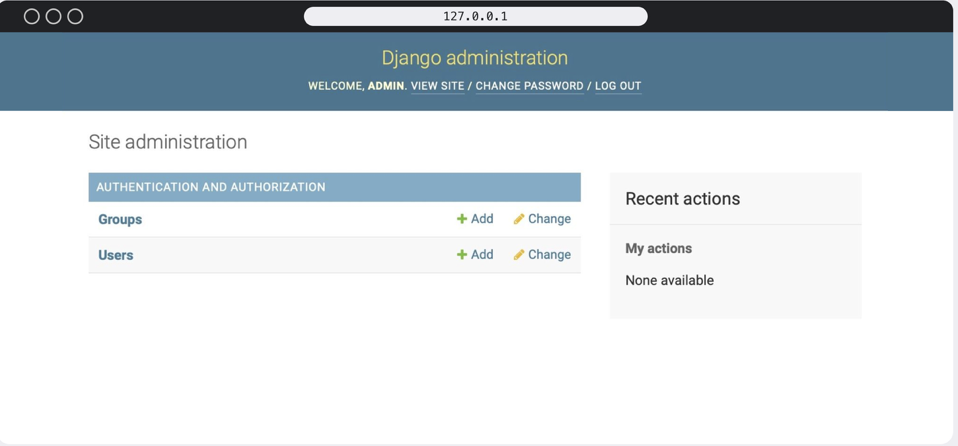 127.0.0.1
Django administration
WELCOME, ADMIN. VIEW SITE / CHANGE PASSWORD / LOG OUT
Site administration
AUTHENTICATION AND AUTHORIZATION
Groups Add Change
Users Add Change
Recent actions
My actions
None available